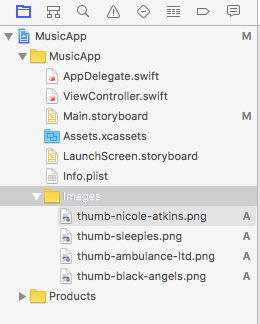 MusicApp M
MusicApp
AppDelegate.swift
ViewController.swift
Main.storyboard M
Assets.xcassets
LaunchScreen.storyboard
Info.plist
Images
thumb-nicole-atkins.png A
thumb-sleepies.png A
thumb-ambulance-ltd.png A
thumb-black-angels.png A
Products